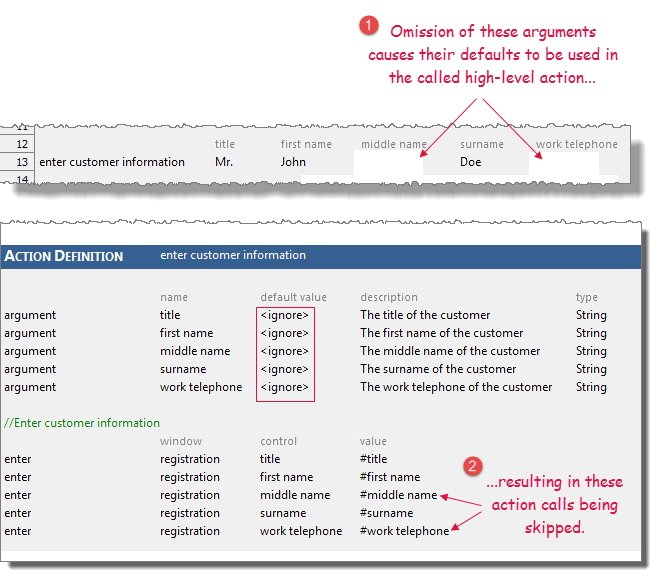 1 Omission of these arguments
causes their defaults to be used in
the called high-level action...
11
12 title first name middle name surname work telephone
13 enter customer information Mr. John Doe
14
ACTION DEFINITION enter customer information
name default value description type
argument title <ignore> The title of the customer String
argument first name <ignore> The first name of the customer String
argument middle name <ignore> The middle name of the customer String
argument surname <ignore> The surname of the customer String
argument work telephone <ignore> The work telephone of the customer String
//Enter customer information
window control value
enter registration title #title
enter registration first name #first name
enter registration middle name #middle name
enter registration surname #surname
enter registration work telephone #work telephone
2 ...resulting in these
action calls being
skipped.